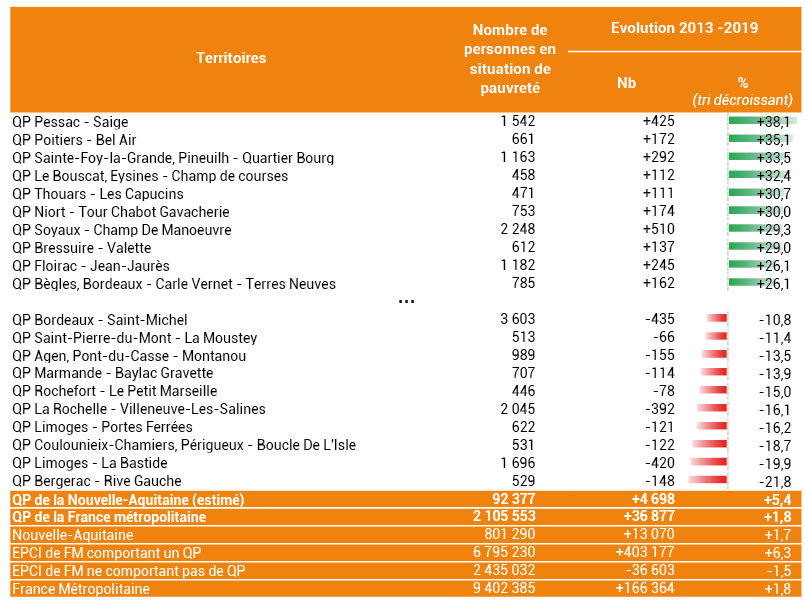 Territoires
Nombre de
personnes en
situation de
pauvreté
Evolution 2013 -2019
Nb
%
(tri décroissant)
QP Pessac - Saige 1 542 +425 +38,1
QP Poitiers - Bel Air 661 +172 +35,1
QP Sainte-Foy-la-Grande, Pineuilh - Quartier Bourg 1 163 +292 +33,5
QP Le Bouscat, Eysines - Champ de courses 458 +112 +32,4
QP Thouars - Les Capucins 471 +111 +30,7
QP Niort - Tour Chabot Gavacherie 753 +174 +30,0
QP Soyaux - Champ De Manoeuvre 2 248 +510 +29,3
QP Bressuire - Valette 612 +137 +29,0
QP Floirac - Jean-Jaurès 1 182 +245 +26,1
QP Bègles, Bordeaux - Carle Vernet - Terres Neuves 785 +162 +26,1
...
QP Bordeaux - Saint-Michel 3 603 -435 -10,8
QP Saint-Pierre-du-Mont - La Moustey 513 -66 -11,4
QP Agen, Pont-du-Casse - Montanou 989 -155 -13,5
QP Marmande - Baylac Gravette 707 -114 -13,9
QP Rochefort - Le Petit Marseille 446 -78 -15,0
QP La Rochelle - Villeneuve-Les-Salines 2 045 -392 -16,1
QP Limoges - Portes Ferrées 622 -121 -16,2
QP Coulounieix-Chamiers, Périgueux - Boucle De L'Isle 531 -122 -18,7
QP Limoges - La Bastide 1 696 -420 -19,9
QP Bergerac - Rive Gauche 529 -148 -21,8
QP de la Nouvelle-Aquitaine (estimé) 92 377 +4 698 +5,4
QP de la France métropolitaine 2 105 553 +36 877 +1,8
Nouvelle-Aquitaine 801 290 +13 070 +1,7
EPCI de FM comportant un QP 6 795 230 +403 177 +6,3
EPCI de FM ne comportant pas de QP 2 435 032 -36 603 -1,5
France Métropolitaine 9 402 385 +166 364 +1,8